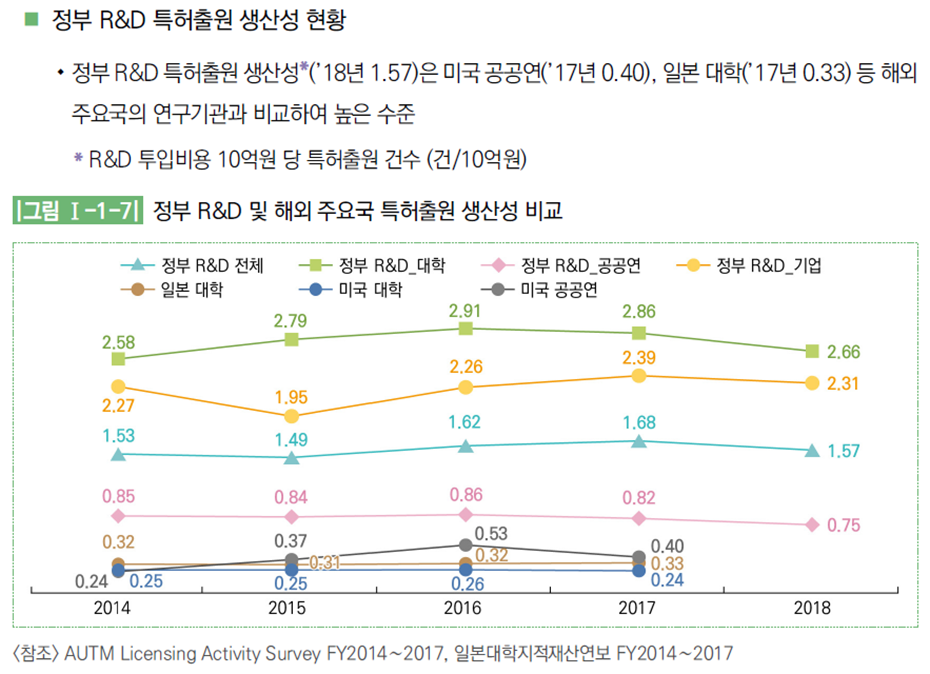 ■ 정부 R&D 특허출원 생산성 현황
• 정부 R&D 특허출원 생산성*('18년 1.57)은 미국 공공연('17년 0.40), 일본 대학('17년 0.33) 등 해외
주요국의 연구기관과 비교하여 높은 수준
* R&D 투입비용 10억원 당 특허출원 건수 (건/10억원)
|그림 Ⅰ-1-7| 정부 R&D 및 해외 주요국 특허출원 생산성 비교
정부 R&D 전체 정부 R&D_대학 정부 R&D_공공연 정부 R&D_기업
일본 대학 미국 대학 미국 공공연
2.58 2.79 2.91 2.86 2.66
2.27 1.95 2.26 2.39 2.31
1.53 1.49 1.62 1.68 1.57
0.85 0.84 0.86 0.82 0.75
0.32 0.31 0.32 0.33
0.24 0.37 0.53 0.40
0.25 0.25 0.26 0.24
2014 2015 2016 2017 2018
〈참조〉 AUTM Licensing Activity Survey FY2014~2017, 일본대학지적재산연보 FY2014~2017